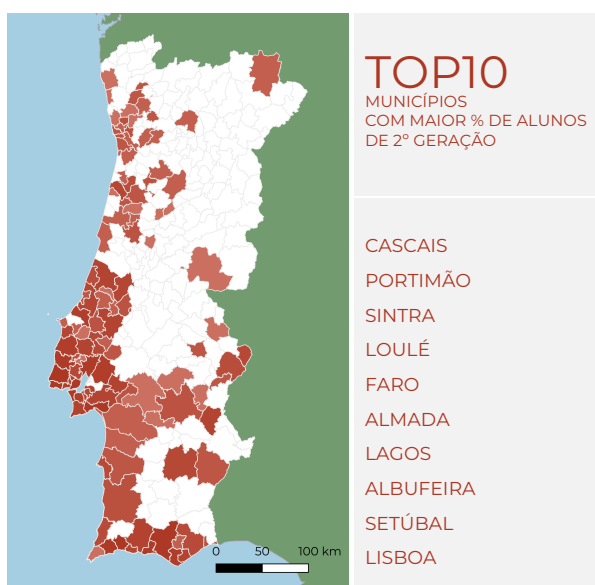 TOP10
MUNICÍPIOS
COM MAIOR % DE ALUNOS
DE 2º GERAÇÃO
CASCAIS
PORTIMÃO
SINTRA
LOULÉ
FARO
ALMADA
LAGOS
ALBUFEIRA
SETÚBAL
LISBOA
0 50 100 km